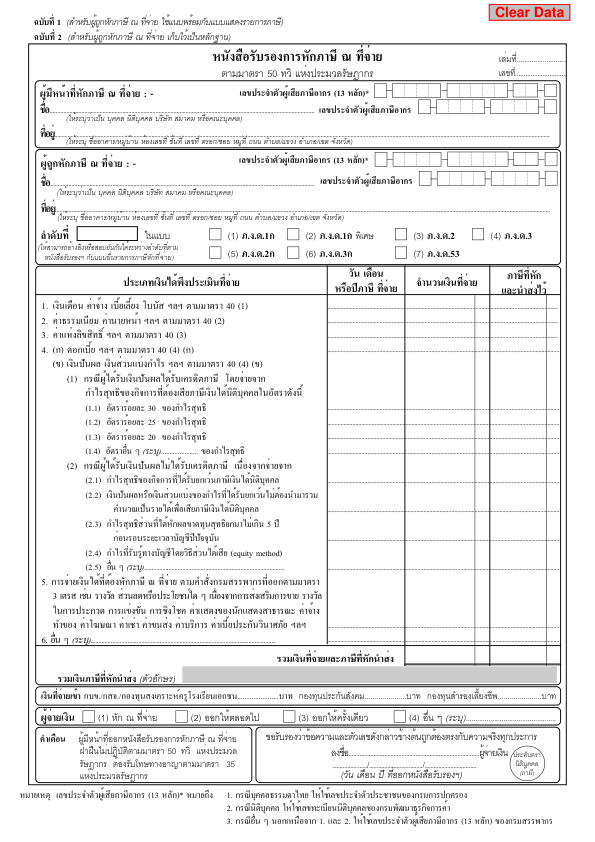 Clear Data
ฉบับที่ 1 (สำหรับผู้ถูกหักภาษี ณ ที่จ่าย ใช้แนบพร้อมกับแบบแสดงรายการภาษี)
ฉบับที่ 2 (สำหรับผู้ถูกหักภาษี ณ ที่จ่าย เก็บไว้เป็นหลักฐาน)
หนังสือรับรองการหักภาษี ณ ที่จ่าย
เล่มที่
ตามมาตรา 50 ทวิ แห่งประมวลรัษฎากร
เลขที่
ผู้มีหน้าที่หักภาษี ณ ที่จ่าย : - เลขประจำตัวผู้เสียภาษีอากร (13 หลัก)*
ชื่อ เลขประจำตัวผู้เสียภาษีอากร
(ให้ระบุว่าเป็น บุคคล นิติบุคคล บริษัท สมาคม หรือคณะบุคคล)
ที่อยู่
(ให้ระบุ ชื่ออาคาร/หมู่บ้าน ห้องเลขที่ ชั้นที่ เลขที่ ตรอก/ซอย หมู่ที่ ถนน ตำบล/แขวง อำเภอ/เขต จังหวัด)
ผู้ถูกหักภาษี ณ ที่จ่าย : - เลขประจำตัวผู้เสียภาษีอากร (13 หลัก)*
ชื่อ เลขประจำตัวผู้เสียภาษีอากร
(ให้ระบุว่าเป็น บุคคล นิติบุคคล บริษัท สมาคม หรือคณะบุคคล)
ที่อยู่
(ให้ระบุ ชื่ออาคาร/หมู่บ้าน ห้องเลขที่ ชั้นที่ เลขที่ ตรอก/ซอย หมู่ที่ ถนน ตำบล/แขวง อำเภอ/เขต จังหวัด)
ลำดับที่ ในแบบ (1) ภ.ง.ด.1ก (2) ภ.ง.ด.1ก พิเศษ (3) ภ.ง.ด.2 (4) ภ.ง.ด.3
(ให้สามารถอ้างอิงหรือสอบยันกันได้ระหว่างลำดับที่ตาม
หนังสือรับรองฯ กับแบบยื่นรายการภาษีหักที่จ่าย)
(5) ภ.ง.ด.2ก (6) ภ.ง.ด.3ก (7) ภ.ง.ด.53
ประเภทเงินได้พึงประเมินที่จ่าย
วัน เดือน
หรือปีภาษี ที่จ่าย
จำนวนเงินที่จ่าย
ภาษีที่หัก
และนำส่งไว้
1. เงินเดือน ค่าจ้าง เบี้ยเลี้ยง โบนัส ฯลฯ ตามมาตรา 40 (1)
2. ค่าธรรมเนียม ค่านายหน้า ฯลฯ ตามมาตรา 40 (2)
3. ค่าแห่งลิขสิทธิ์ ฯลฯ ตามมาตรา 40 (3)
4. (ก) ดอกเบี้ย ฯลฯ ตามมาตรา 40 (4) (ก)
(ข) เงินปันผล เงินส่วนแบ่งกำไร ฯลฯ ตามมาตรา 40 (4) (ข)
(1) กรณีผู้ได้รับเงินปันผลได้รับเครดิตภาษี โดยจ่ายจาก
กำไรสุทธิของกิจการที่ต้องเสียภาษีเงินได้นิติบุคคลในอัตราดังนี้
(1.1) อัตราร้อยละ 30 ของกำไรสุทธิ
(1.2) อัตราร้อยละ 25 ของกำไรสุทธิ
(1.3) อัตราร้อยละ 20 ของกำไรสุทธิ
(1.4) อัตราอื่น ๆ (ระบุ) ของกำไรสุทธิ
(2) กรณีผู้ได้รับเงินปันผลไม่ได้รับเครดิตภาษี เนื่องจากจ่ายจาก
(2.1) กำไรสุทธิของกิจการที่ได้รับยกเว้นภาษีเงินได้นิติบุคคล
(2.2) เงินปันผลหรือเงินส่วนแบ่งของกำไรที่ได้รับยกเว้นไม่ต้องนำมารวม
คำนวณเป็นรายได้เพื่อเสียภาษีเงินได้นิติบุคคล
(2.3) กำไรสุทธิส่วนที่ได้หักผลขาดทุนสุทธิยกมาไม่เกิน 5 ปี
ก่อนรอบระยะเวลาบัญชีปีปัจจุบัน
(2.4) กำไรที่รับรู้ทางบัญชีโดยวิธีส่วนได้เสีย (equity method)
(2.5) อื่น ๆ (ระบุ)
5. การจ่ายเงินได้ที่ต้องหักภาษี ณ ที่จ่าย ตามคำสั่งกรมสรรพากรที่ออกตามมาตรา
3 เตรส เช่น รางวัล ส่วนลดหรือประโยชน์ใด ๆ เนื่องจากการส่งเสริมการขาย รางวัล
ในการประกวด การแข่งขัน การชิงโชค ค่าแสดงของนักแสดงสาธารณะ ค่าจ้าง
ทำของ ค่าโฆษณา ค่าเช่า ค่าขนส่ง ค่าบริการ ค่าเบี้ยประกันวินาศภัย ฯลฯ
6. อื่น ๆ (ระบุ)
รวมเงินที่จ่ายและภาษีที่หักนำส่ง
รวมเงินภาษีที่หักนำส่ง (ตัวอักษร)
เงินที่จ่ายเข้า กบข./กสจ./กองทุนสงเคราะห์ครูโรงเรียนเอกชน บาท กองทุนประกันสังคม บาท กองทุนสำรองเลี้ยงชีพ บาท
ผู้จ่ายเงิน (1) หัก ณ ที่จ่าย (2) ออกให้ตลอดไป (3) ออกให้ครั้งเดียว (4) อื่น ๆ (ระบุ)
คำเตือน
ผู้มีหน้าที่ออกหนังสือรับรองการหักภาษี ณ ที่จ่าย
ฝ่าฝืนไม่ปฏิบัติตามมาตรา 50 ทวิ แห่งประมวล
รัษฎากร ต้องรับโทษทางอาญาตามมาตรา 35
แห่งประมวลรัษฎากร
ขอรับรองว่าข้อความและตัวเลขดังกล่าวข้างต้นถูกต้องตรงกับความจริงทุกประการ
ลงชื่อ ผู้จ่ายเงิน
(วัน เดือน ปี ที่ออกหนังสือรับรองฯ)
ประทับตรา
นิติบุคคล
(ถ้ามี)
หมายเหตุ เลขประจำตัวผู้เสียภาษีอากร (13 หลัก)* หมายถึง 1. กรณีบุคคลธรรมดาไทย ให้ใช้เลขประจำตัวประชาชนของกรมการปกครอง
2. กรณีนิติบุคคล ให้ใช้เลขทะเบียนนิติบุคคลของกรมพัฒนาธุรกิจการค้า
3. กรณีอื่น ๆ นอกเหนือจาก 1. และ 2. ให้ใช้เลขประจำตัวผู้เสียภาษีอากร (13 หลัก) ของกรมสรรพากร